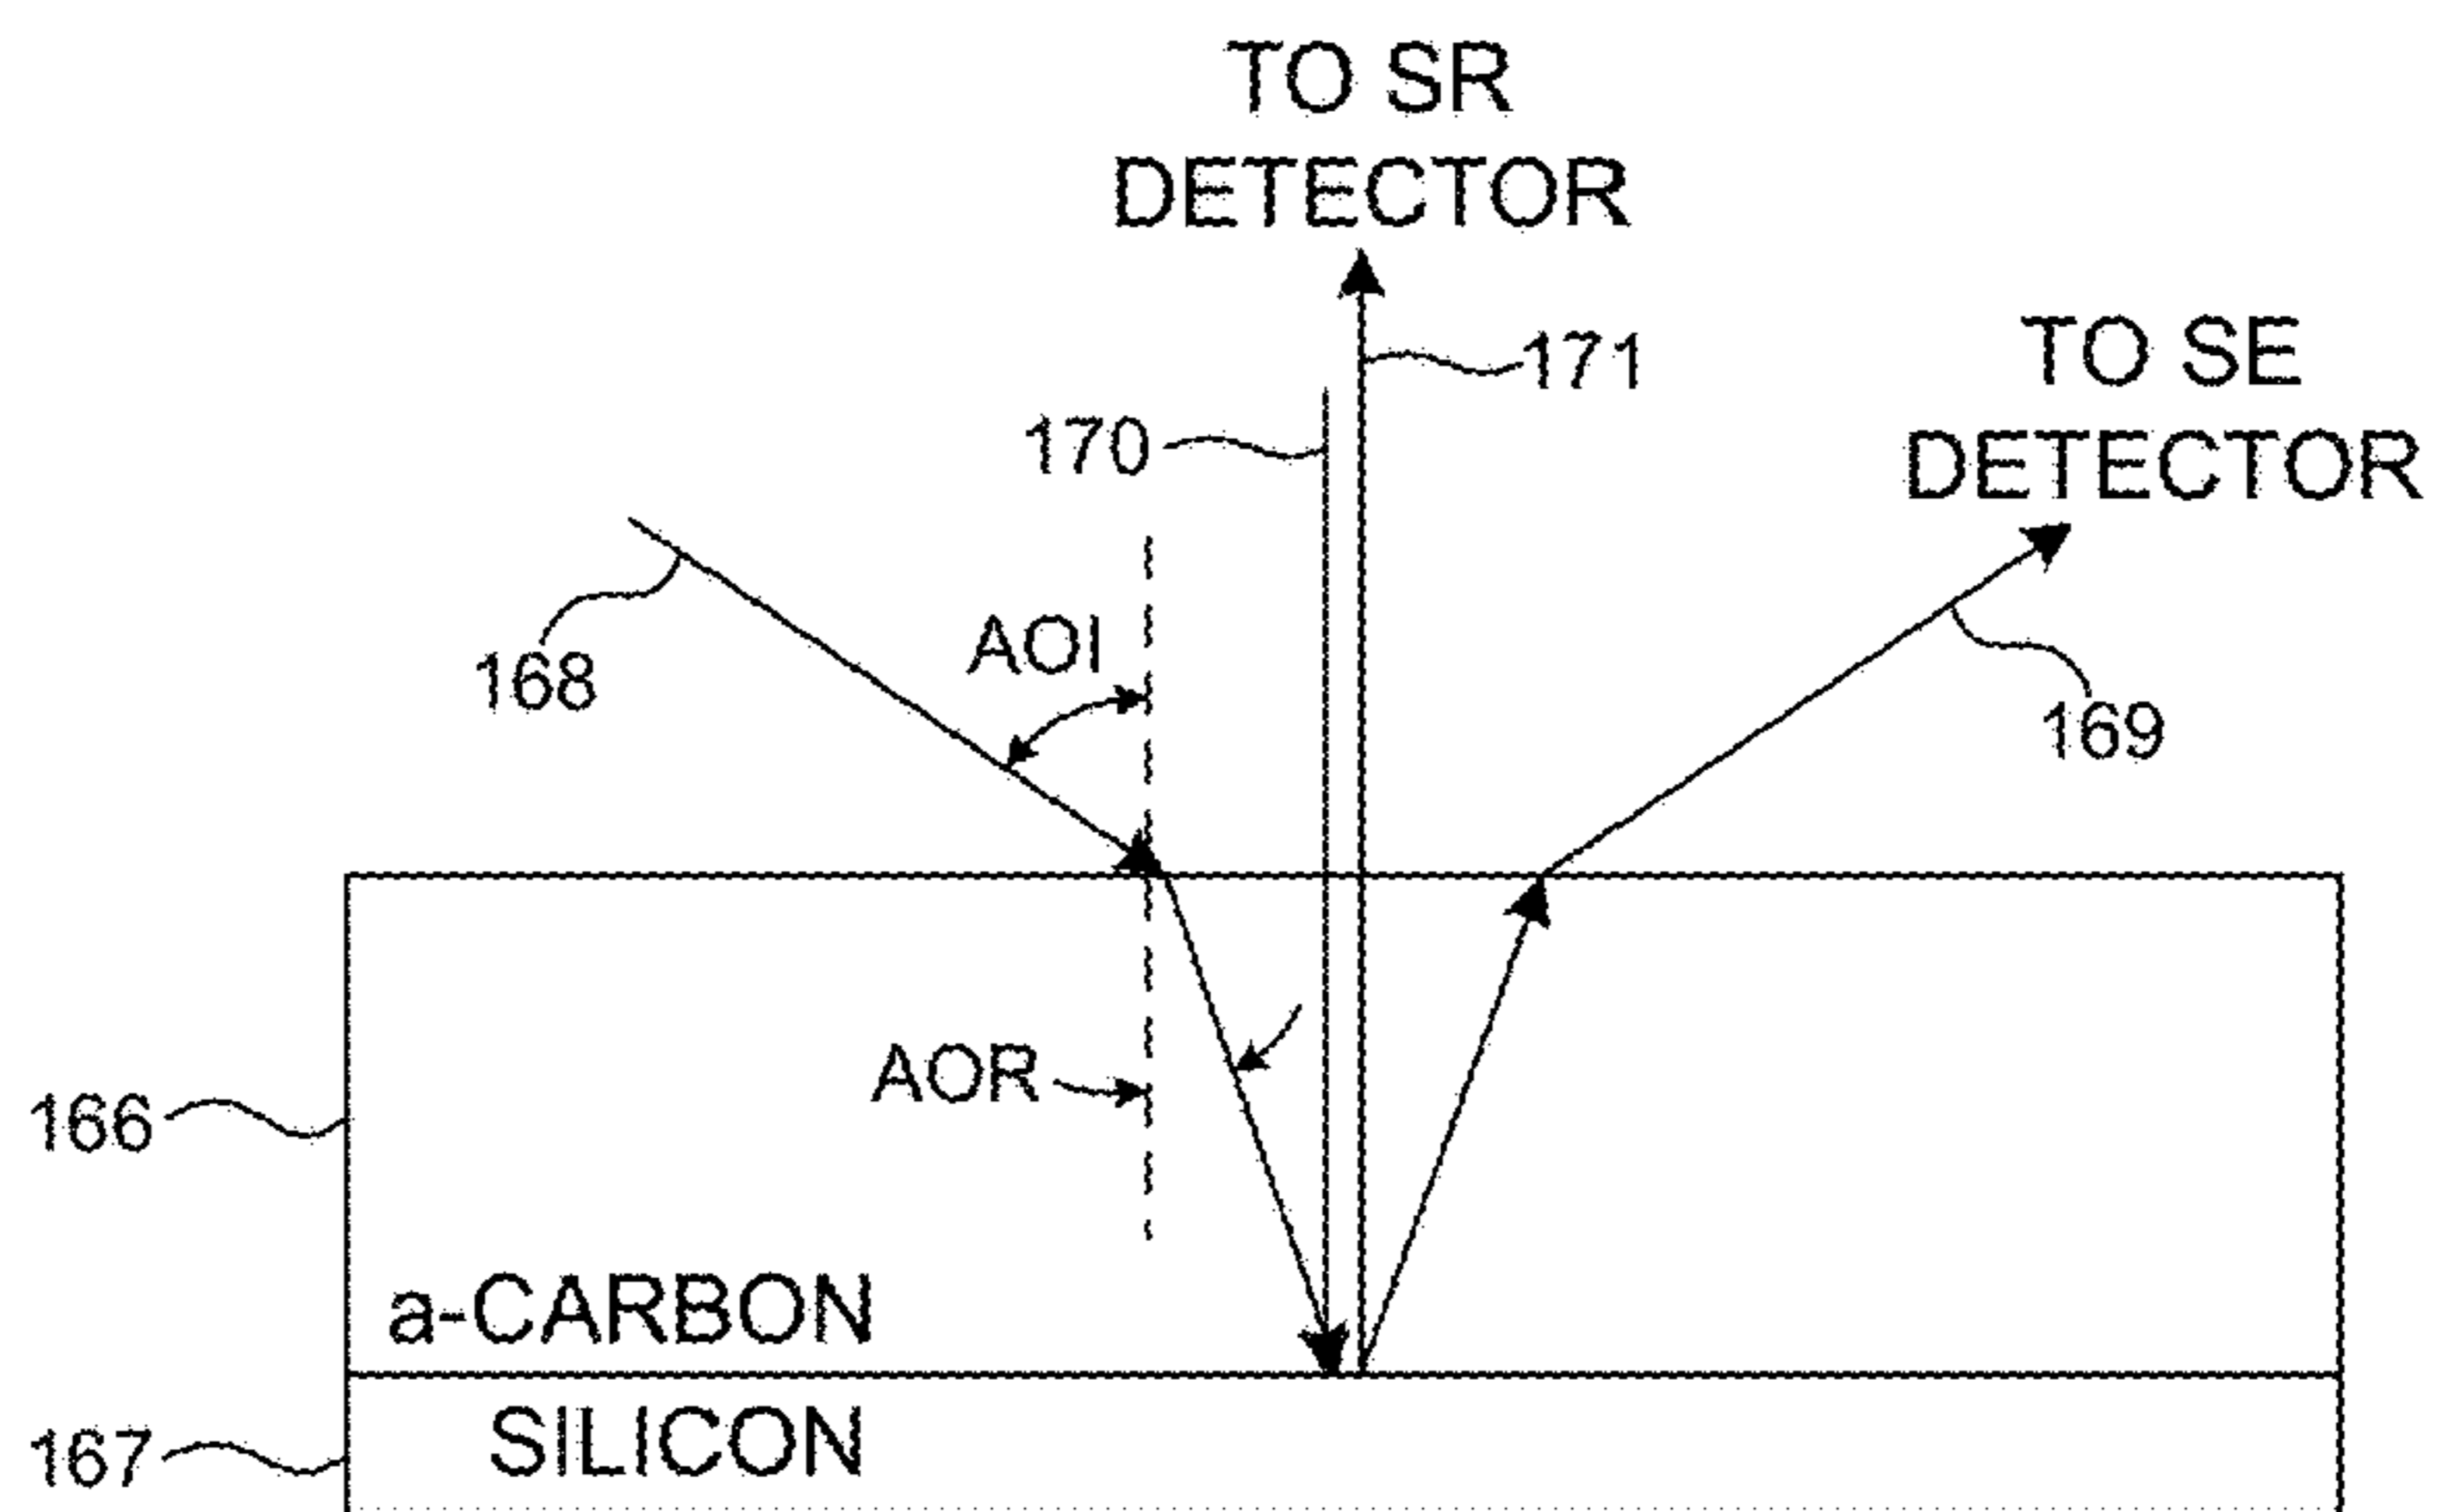 TO SR
DETECTOR
171
TO SE
DETECTOR
170
AOI
168
169
AOR
166
a-CARBON
167
SILICON